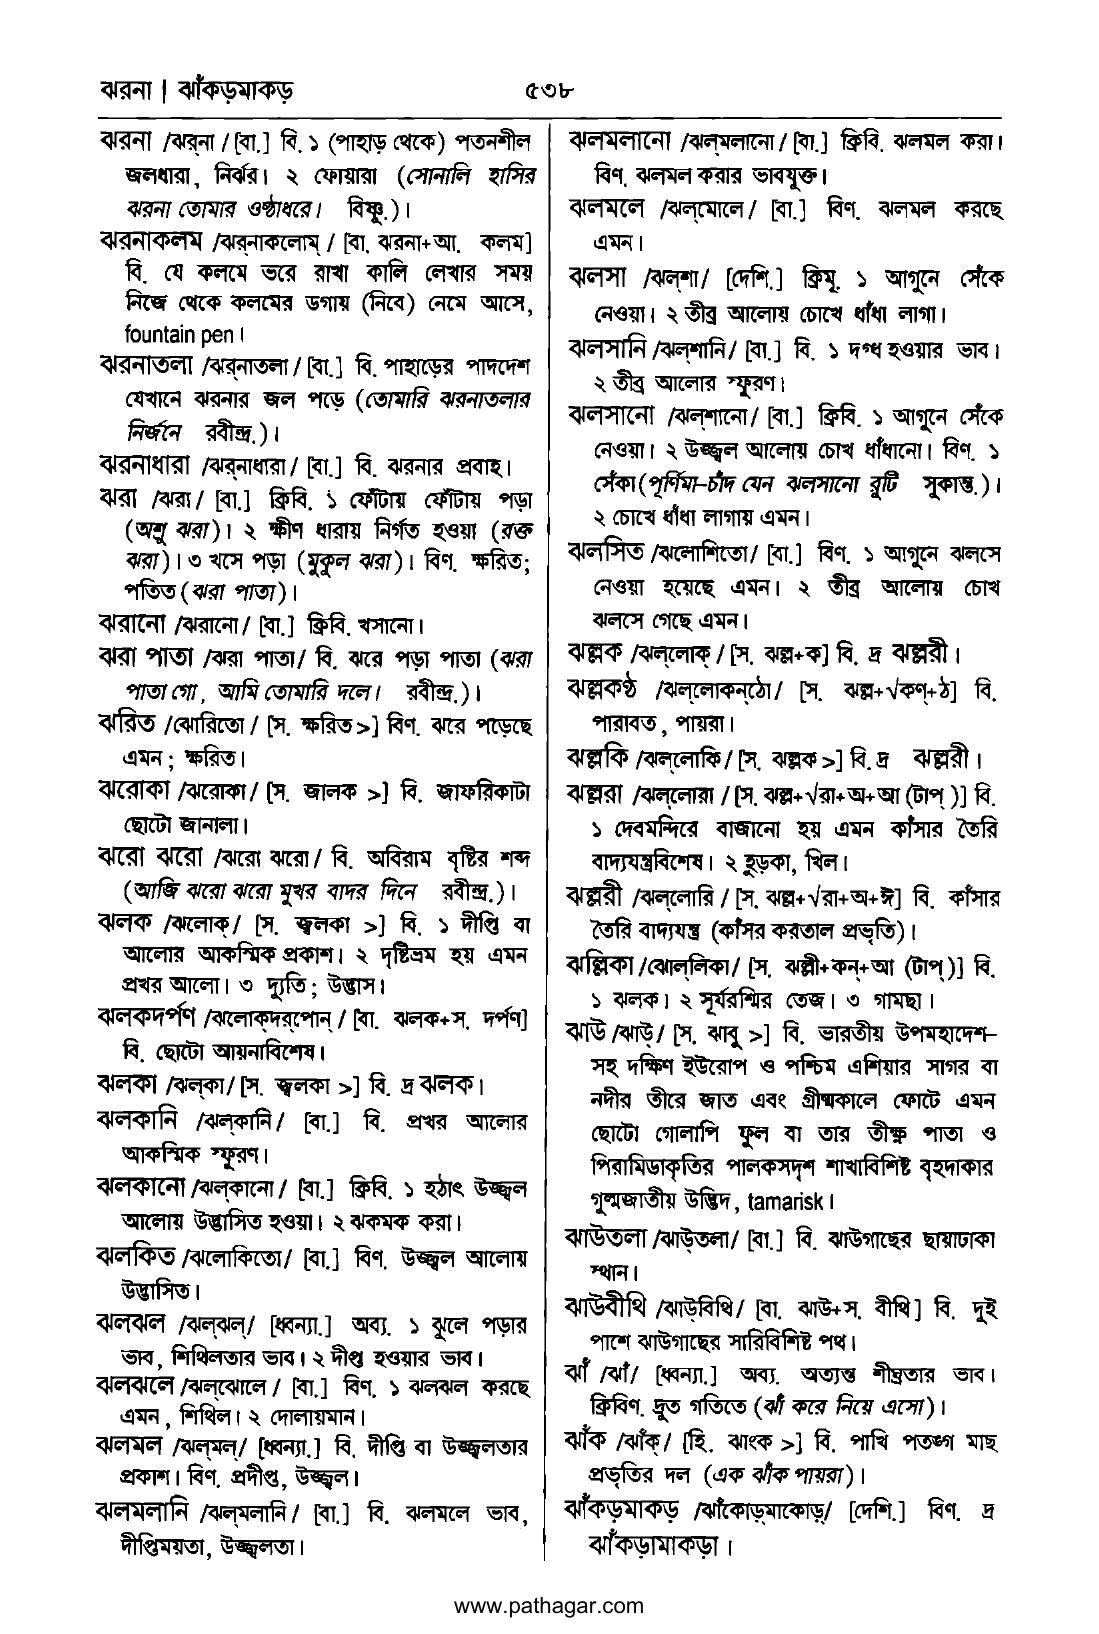 ঝরনা | ঝাঁকড়মাকড়
৫৩৮
ঝরনা /ঝর্‌না / [বা.] বি. ১ (পাহাড় থেকে) পতনশীল
জলধারা, নির্ঝর। ২ ফোয়ারা (সোনালি হাসির
ঝরনা তোমার ওষ্ঠাধরে। বিষ্ণু.)।
ঝরনাকলম /ঝর্‌নাকলোম্ / [বা. ঝরনা+আ. কলম]
বি. যে কলমে ভরে রাখা কালি লেখার সময়
নিজে থেকে কলমের ডগায় (নিবে) নেমে আসে,
fountain pen।
ঝরনাতলা /ঝর্‌নাতলা / [বা.] বি. পাহাড়ের পাদদেশ
যেখানে ঝরনার জল পড়ে (তোমারি ঝরনাতলার
নির্জনে রবীন্দ্র.)।
ঝরনাধারা /ঝর্‌নাধারা / [বা.] বি. ঝরনার প্রবাহ।
ঝরা /ঝরা / [বা.] ক্রিবি. ১ ফোঁটায় ফোঁটায় পড়া
(অশ্রু ঝরা)। ২ ক্ষীণ ধারায় নির্গত হওয়া (রক্ত
ঝরা)। ৩ খসে পড়া (মুকুল ঝরা)। বিণ. ক্ষরিত;
পতিত (ঝরা পাতা)।
ঝরানো /ঝরানো / [বা.] ক্রিবি. খসানো।
ঝরা পাতা /ঝরা পাতা/ বি. ঝরে পড়া পাতা (ঝরা
পাতা গো, আমি তোমারি দলে। রবীন্দ্র.)।
ঝরিত /ঝোরিতো / [স. ক্ষরিত>] বিণ. ঝরে পড়েছে
এমন; ক্ষরিত।
ঝরোকা /ঝরোকা / [স. জালক >] বি. জাফরিকাটা
ছোটো জানালা।
ঝরো ঝরো /ঝরো ঝরো / বি. অবিরাম বৃষ্টির শব্দ
(আজি ঝরো ঝরো মুখর বাদর দিনে রবীন্দ্র.)।
ঝলক /ঝলোক্/ [স. জ্বলকা >] বি. ১ দীপ্তি বা
আলোর আকস্মিক প্রকাশ। ২ দৃষ্টিভ্রম হয় এমন
প্রখর আলো। ৩ দ্যুতি; উদ্ভাস।
ঝলকদর্পণ /ঝলোক্‌দর্‌পোন্ / [বা. ঝলক+স. দর্পণ]
বি. ছোটো আয়নাবিশেষ।
ঝলকা /ঝল্‌কা/ [স. জ্বলকা >] বি. দ্র ঝলক।
ঝলকানি /ঝল্‌কানি / [বা.] বি. প্রখর আলোর
আকস্মিক স্ফুরণ।
ঝলকানো /ঝল্‌কানো / [বা.] ক্রিবি. ১ হঠাৎ উজ্জ্বল
আলোয় উদ্ভাসিত হওয়া। ২ ঝকমক করা।
ঝলকিত /ঝলোকিতো/ [বা.] বিণ. উজ্জ্বল আলোয়
উদ্ভাসিত।
ঝলঝল /ঝল্‌ঝল্/ [ধ্বন্যা.] অব্য. ১ ঝুলে পড়ার
ভাব, শিথিলতার ভাব। ২ দীপ্ত হওয়ার ভাব।
ঝলঝলে /ঝল্‌ঝোলে / [বা.] বিণ. ১ ঝলঝল করছে
এমন, শিথিল। ২ দোলায়মান।
ঝলমল /ঝল্‌মল্/ [ধ্বন্যা.] বি. দীপ্তি বা উজ্জ্বলতার
প্রকাশ। বিণ. প্রদীপ্ত, উজ্জ্বল।
ঝলমলানি /ঝল্‌মলানি / [বা.] বি. ঝলমলে ভাব,
দীপ্তিময়তা, উজ্জ্বলতা।
ঝলমলানো /ঝল্‌মলানো / [বা.] ক্রিবি. ঝলমল করা।
বিণ. ঝলমল করার ভাবযুক্ত।
ঝলমলে /ঝল্‌মোলে / [বা.] বিণ. ঝলমল করছে
এমন।
ঝলসা /ঝল্‌শা/ [দেশি.] ক্রিমূ. ১ আগুনে সেঁকে
নেওয়া। ২ তীব্র আলোয় চোখে ধাঁধা লাগা।
ঝলসানি /ঝল্‌শানি/ [বা.] বি. ১ দগ্ধ হওয়ার ভাব।
২ তীব্র আলোর স্ফুরণ।
ঝলসানো /ঝল্‌শানো/ [বা.] ক্রিবি. ১ আগুনে সেঁকে
নেওয়া। ২ উজ্জ্বল আলোয় চোখ ধাঁধানো। বিণ. ১
সেঁকা (পূর্ণিমা-চাঁদ যেন ঝলসানো রুটি সুকান্ত.)।
২ চোখে ধাঁধা লাগায় এমন।
ঝলসিত /ঝলোশিতো/ [বা.] বিণ. ১ আগুনে ঝলসে
নেওয়া হয়েছে এমন। ২ তীব্র আলোয় চোখ
ঝলসে গেছে এমন।
ঝল্লক /ঝল্‌লোক্ / [স. ঝল্ল+ক] বি. দ্র ঝল্লরী।
ঝল্লকণ্ঠ /ঝল্‌লোকন্‌ঠো/ [স. ঝল্ল+√কণ্+ঠ] বি.
পারাবত, পায়রা।
ঝল্লকি /ঝল্‌লোকি / [স. ঝল্লক >] বি. দ্র ঝল্লরী।
ঝল্লরা /ঝল্‌লোরা / [স. ঝল্ল+√রা+অ+আ (টাপ্ )] বি.
১ দেবমন্দিরে বাজানো হয় এমন কাঁসার তৈরি
বাদ্যযন্ত্রবিশেষ। ২ হুড়কা, খিল।
ঝল্লরী /ঝল্‌লোরি / [স. ঝল্ল+√রা+অ+ঈ] বি. কাঁসার
তৈরি বাদ্যযন্ত্র (কাঁসর করতাল প্রভৃতি)।
ঝল্লিকা /ঝোল্‌লিকা/ [স. ঝল্লী+কন্+আ (টাপ্)] বি.
১ ঝলক। ২ সূর্যরশ্মির তেজ। ৩ গামছা।
ঝাউ /ঝাউ্/ [স. ঝাবু >] বি. ভারতীয় উপমহাদেশ-
সহ দক্ষিণ ইউরোপ ও পশ্চিম এশিয়ার সাগর বা
নদীর তীরে জাত এবং গ্রীষ্মকালে ফোটে এমন
ছোটো গোলাপি ফুল বা তার তীক্ষ্ণ পাতা ও
পিরামিডাকৃতির পালকসদৃশ শাখাবিশিষ্ট বৃহদাকার
গুল্মজাতীয় উদ্ভিদ, tamarisk।
ঝাউতলা /ঝাউ্‌তলা/ [বা.] বি. ঝাউগাছের ছায়াঢাকা
স্থান।
ঝাউবীথি /ঝাউ্‌বিথি/ [বা. ঝাউ+স. বীথি] বি. দুই
পাশে ঝাউগাছের সারিবিশিষ্ট পথ।
ঝাঁ /ঝাঁ/ [ধ্বন্যা.] অব্য. অত্যন্ত শীঘ্রতার ভাব।
ক্রিবিণ. দ্রুত গতিতে (ঝাঁ করে নিয়ে এসো)।
ঝাঁক /ঝাঁক্/ [হি. ঝাংক >] বি. পাখি পতঙ্গ মাছ
প্রভৃতির দল (এক ঝাঁক পায়রা)।
ঝাঁকড়মাকড় /ঝাঁকোড়্‌মাকোড়্/ [দেশি.] বিণ. দ্র
ঝাঁকড়ামাকড়া।
www.pathagar.com